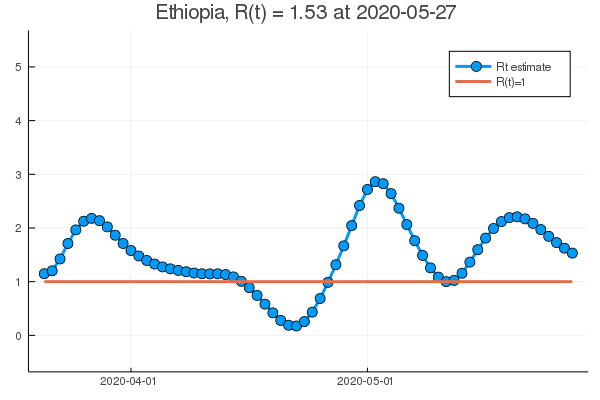 Ethiopia, R(t) = 1.53 at 2020-05-27
Rt estimate
R(t)=1
5
4
3
2
1
0
2020-04-01
2020-05-01